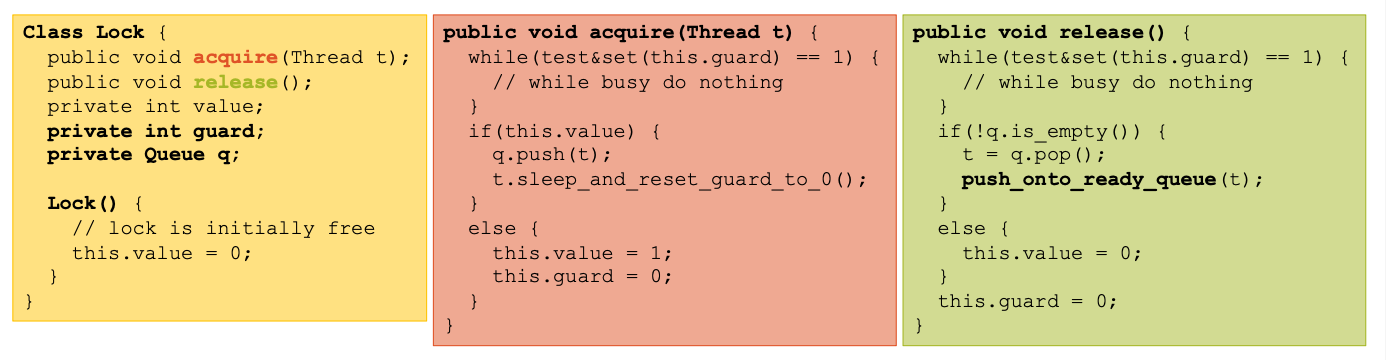 Class Lock {
  public void acquire(Thread t);
  public void release();
  private int value;
  private int guard;
  private Queue q;

  Lock() {
    // lock is initially free
    this.value = 0;
  }
}
public void acquire(Thread t) {
  while(test&set(this.guard) == 1) {
    // while busy do nothing
  }
  if(this.value) {
    q.push(t);
    t.sleep_and_reset_guard_to_0();
  }
  else {
    this.value = 1;
    this.guard = 0;
  }
}
public void release() {
  while(test&set(this.guard) == 1) {
    // while busy do nothing
  }
  if(!q.is_empty()) {
    t = q.pop();
    push_onto_ready_queue(t);
  }
  else {
    this.value = 0;
  }
  this.guard = 0;
}